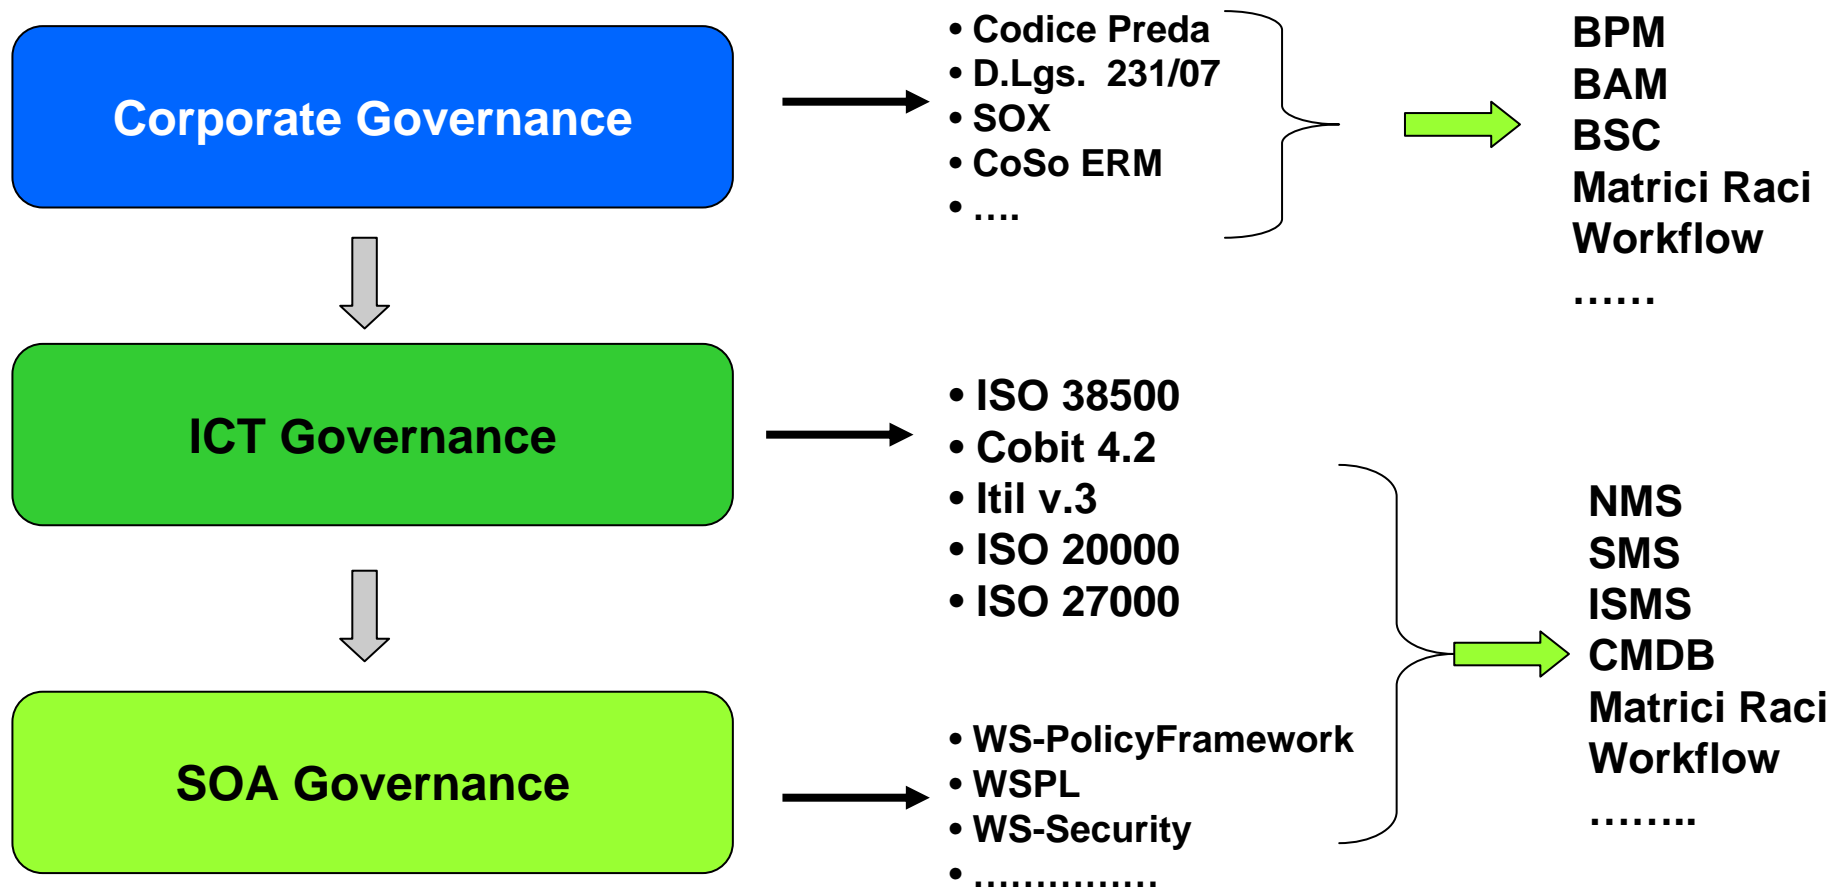 Corporate Governance
• Codice Preda
• D.Lgs. 231/07
• SOX
• CoSo ERM
• ....
BPM
BAM
BSC
Matrici Raci
Workflow
......
ICT Governance
• ISO 38500
• Cobit 4.2
• Itil v.3
• ISO 20000
• ISO 27000
SOA Governance
• WS-PolicyFramework
• WSPL
• WS-Security
• ...............
NMS
SMS
ISMS
CMDB
Matrici Raci
Workflow
........